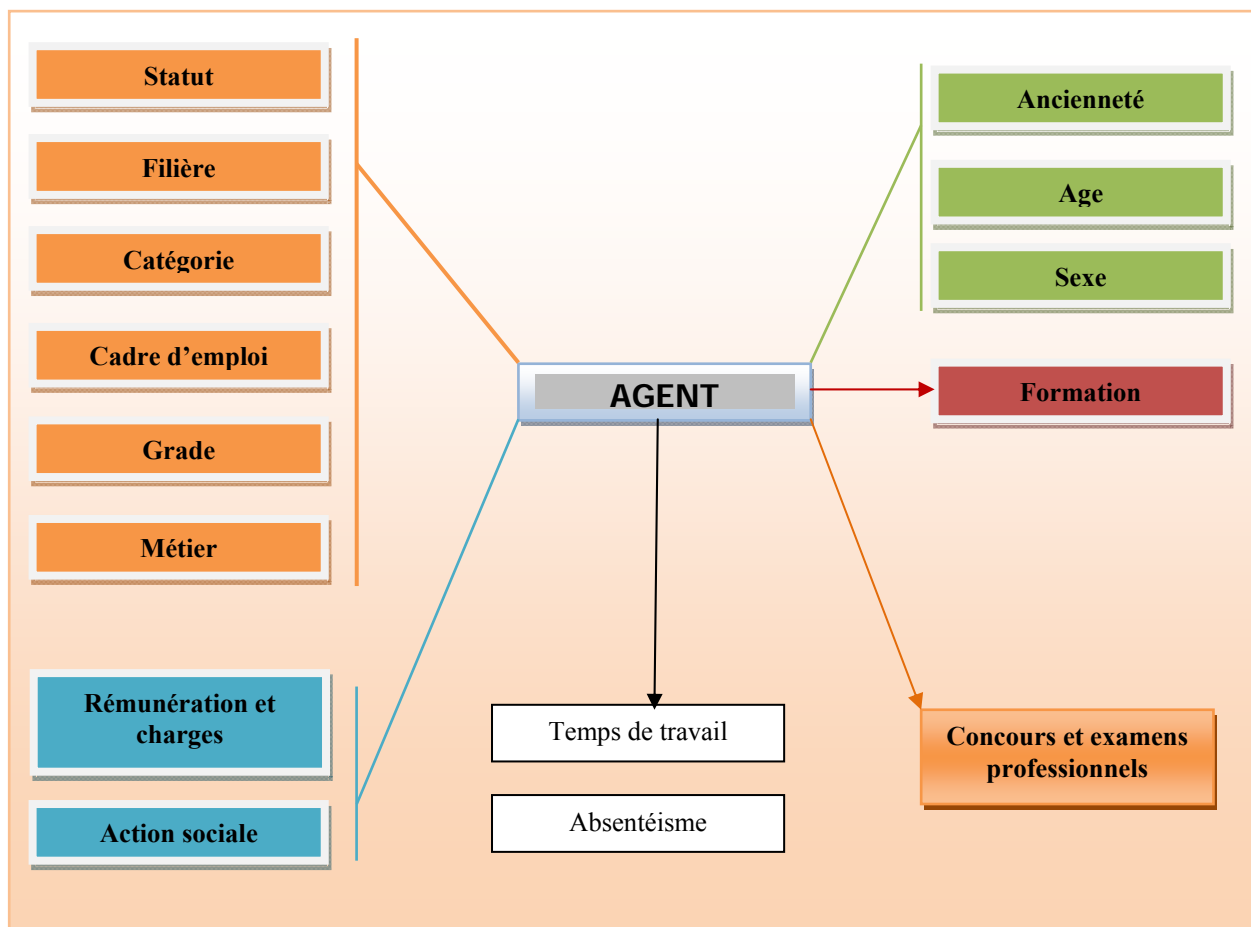 Statut
Filière
Catégorie
Cadre d’emploi
Grade
Métier
Rémunération et
charges
Action sociale
AGENT
Temps de travail
Absentéisme
Ancienneté
Age
Sexe
Formation
Concours et examens
professionnels